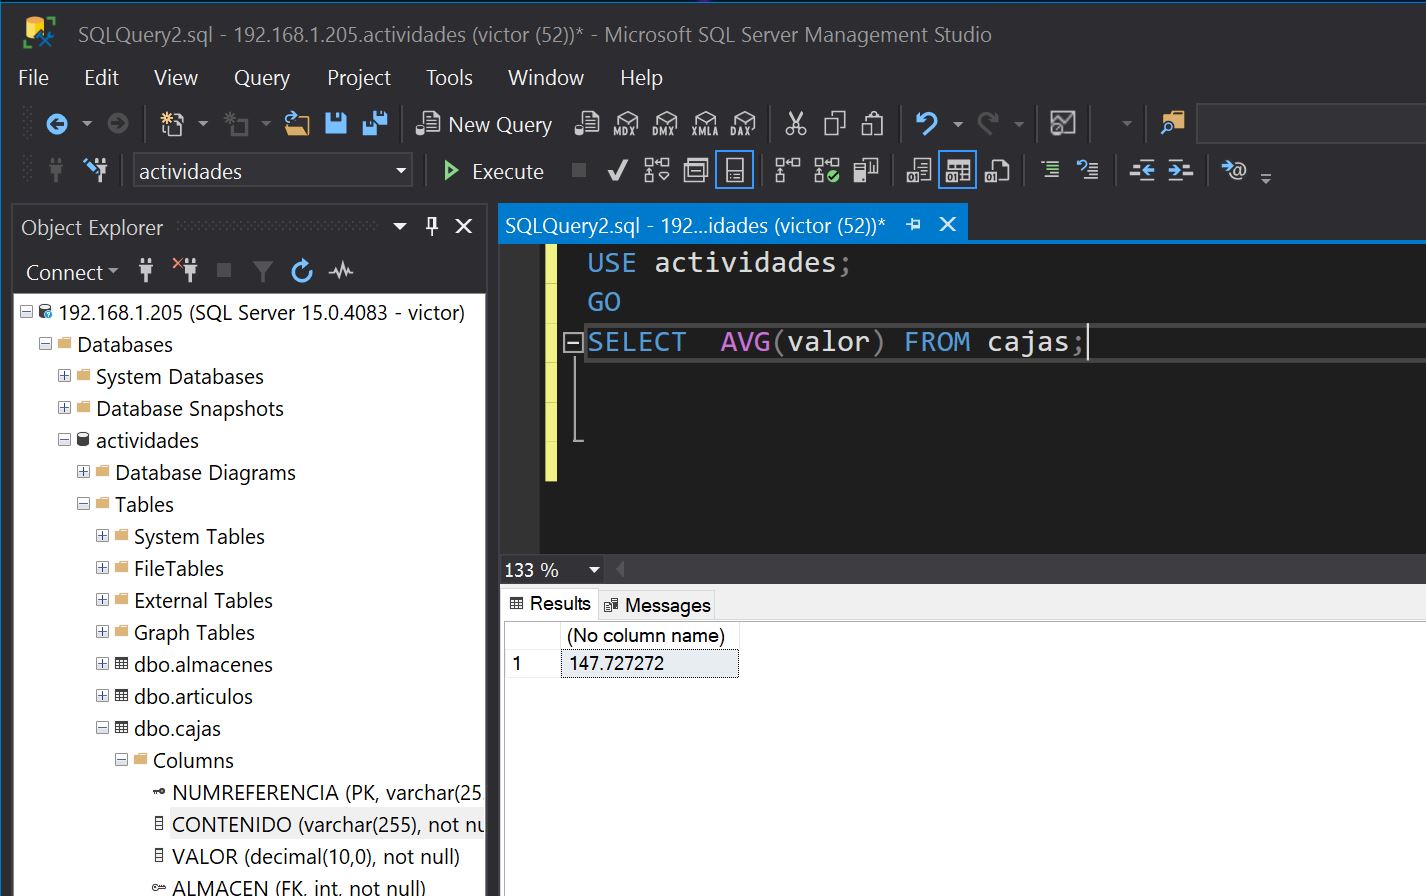 SQLQuery2.sql - 192.168.1.205.actividades (victor (52))* - Microsoft SQL Server Management Studio
File Edit View Query Project Tools Window Help
New Query MDX DMX XMLA DAX
actividades Execute
Object Explorer
Connect
192.168.1.205 (SQL Server 15.0.4083 - victor)
Databases
System Databases
Database Snapshots
actividades
Database Diagrams
Tables
System Tables
FileTables
External Tables
Graph Tables
dbo.almacenes
dbo.articulos
dbo.cajas
Columns
NUMREFERENCIA (PK, varchar(25
CONTENIDO (varchar(255), not nu
VALOR (decimal(10,0), not null)
ALMACEN (FK, int, not null)
SQLQuery2.sql - 192...idades (victor (52))*
USE actividades;
GO
SELECT  AVG(valor) FROM cajas;
133 %
Results Messages
(No column name)
1 147.727272